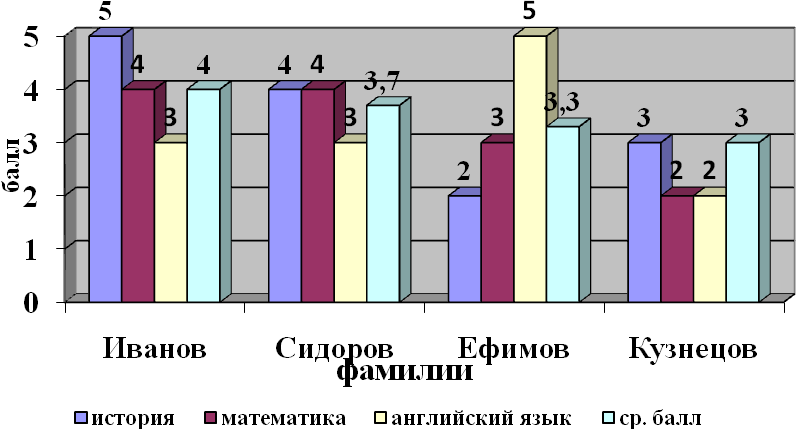 5
5 4 3 4 4 4 3 3,7 2 3 5 3,3 3 2 2 3
4
3
2
1
0
балл
Иванов Сидоров Ефимов Кузнецов
фамилии
история математика английский язык ср. балл